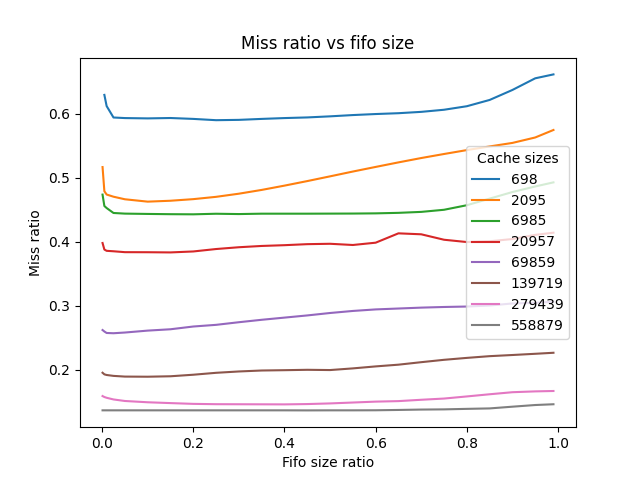 Miss ratio vs fifo size
Miss ratio
0.6
0.5
0.4
0.3
0.2
Cache sizes
698
2095
6985
20957
69859
139719
279439
558879
0.0 0.2 0.4 0.6 0.8 1.0
Fifo size ratio